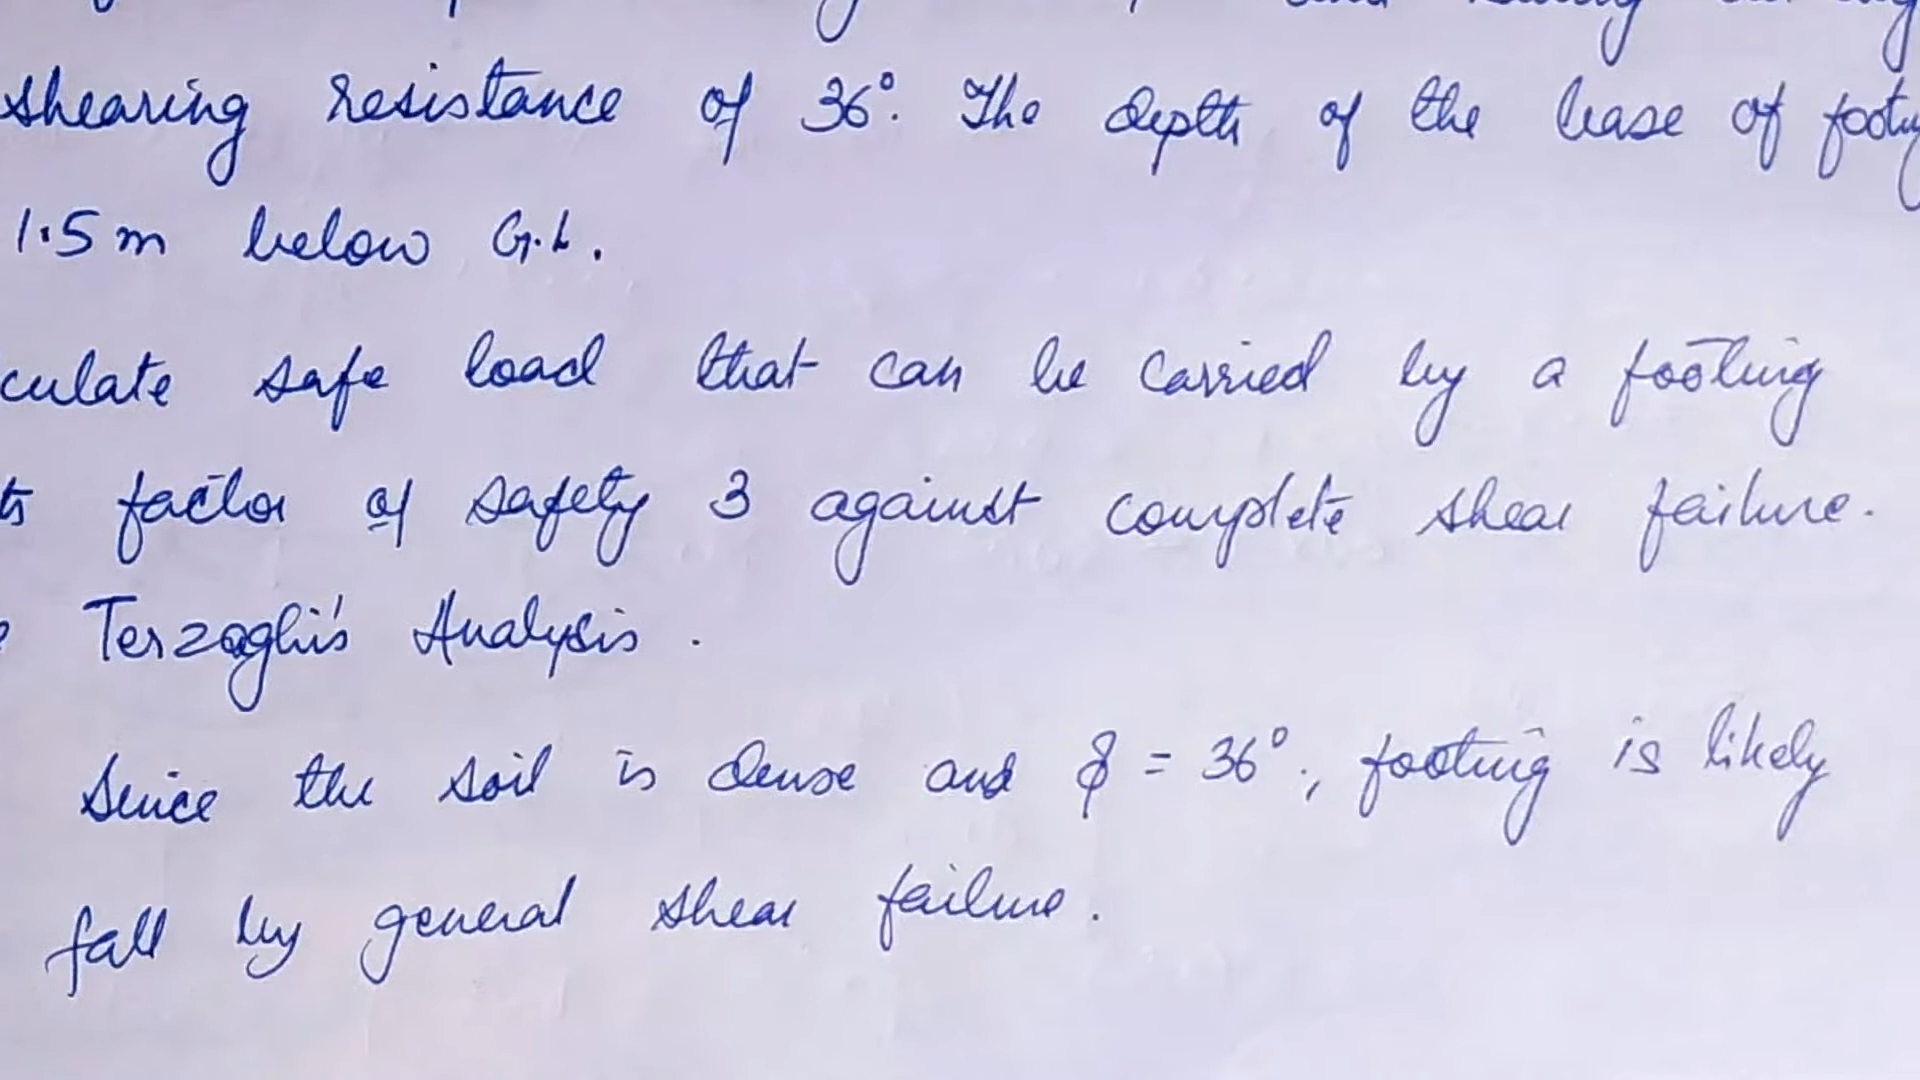 shearing resistance of 36°. The depth of the base of footing
1.5 m below G.L.
culate safe load that can be carried by a footing
factor of safety 3 against complete shear failure.
Terzaghi's Analysis.
Since the soil is dense and φ = 36°., footing is likely
fall by general shear failure.